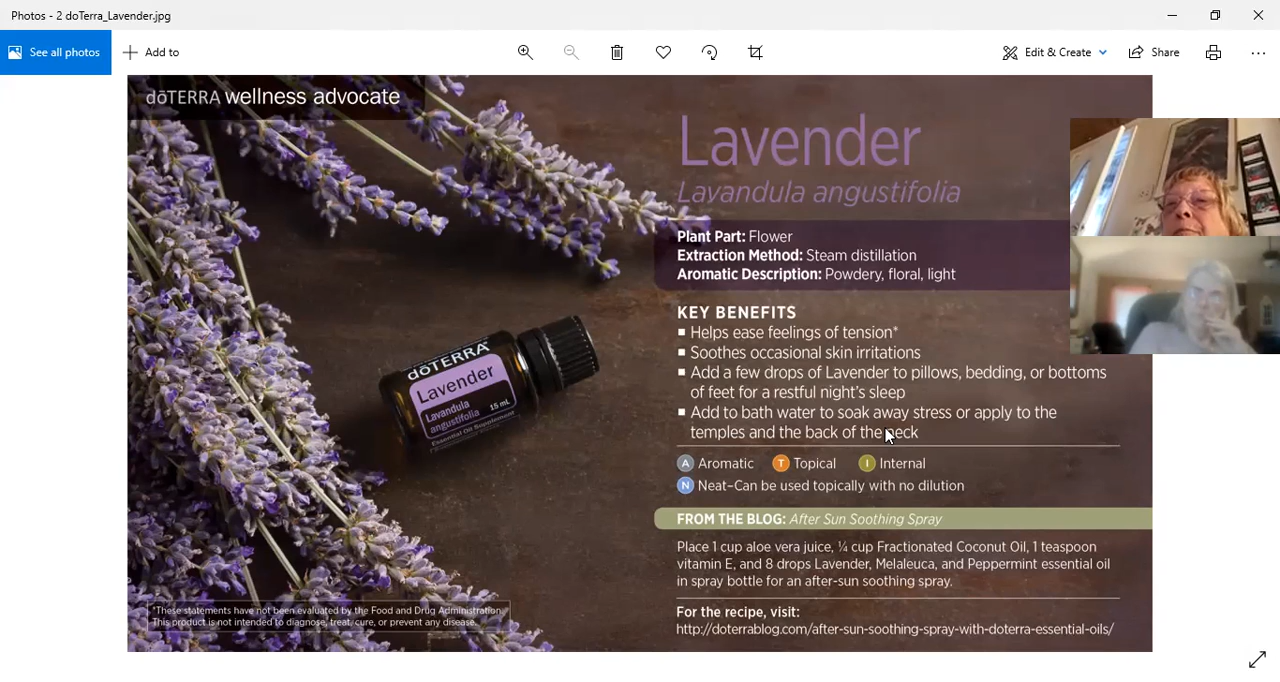 Photos - 2 doTerra_Lavender.jpg
See all photos
Add to
Edit & Create
Share
dōTERRA wellness advocate
Lavender
Lavandula angustifolia
Plant Part: Flower
Extraction Method: Steam distillation
Aromatic Description: Powdery, floral, light
KEY BENEFITS
Helps ease feelings of tension*
Soothes occasional skin irritations
Add a few drops of Lavender to pillows, bedding, or bottoms
of feet for a restful night's sleep
Add to bath water to soak away stress or apply to the
temples and the back of the neck
A Aromatic T Topical I Internal
N Neat–Can be used topically with no dilution
FROM THE BLOG: After Sun Soothing Spray
Place 1 cup aloe vera juice, ¼ cup Fractionated Coconut Oil, 1 teaspoon
vitamin E, and 8 drops Lavender, Melaleuca, and Peppermint essential oil
in spray bottle for an after-sun soothing spray.
For the recipe, visit:
http://doterrablog.com/after-sun-soothing-spray-with-doterra-essential-oils/
dōTERRA
Lavender
Lavandula
angustifolia 15 mL
Essential Oil Supplement
*These statements have not been evaluated by the Food and Drug Administration.
This product is not intended to diagnose, treat, cure, or prevent any disease.